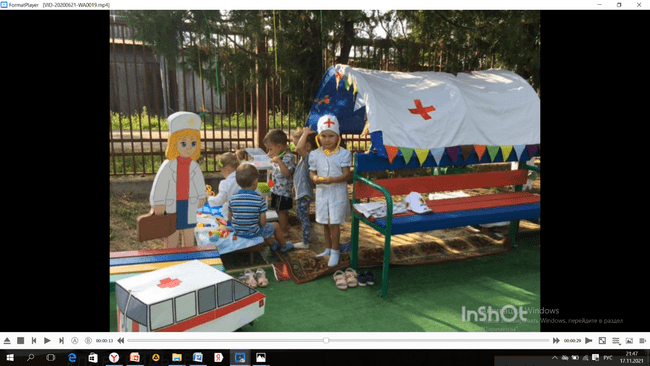 FormatPlayer [VID-20200621-WA0019.mp4]
InShOt
Windows, перейдите в раздел
00:00:13
00:00:29
РУС
21:47
17.11.2021